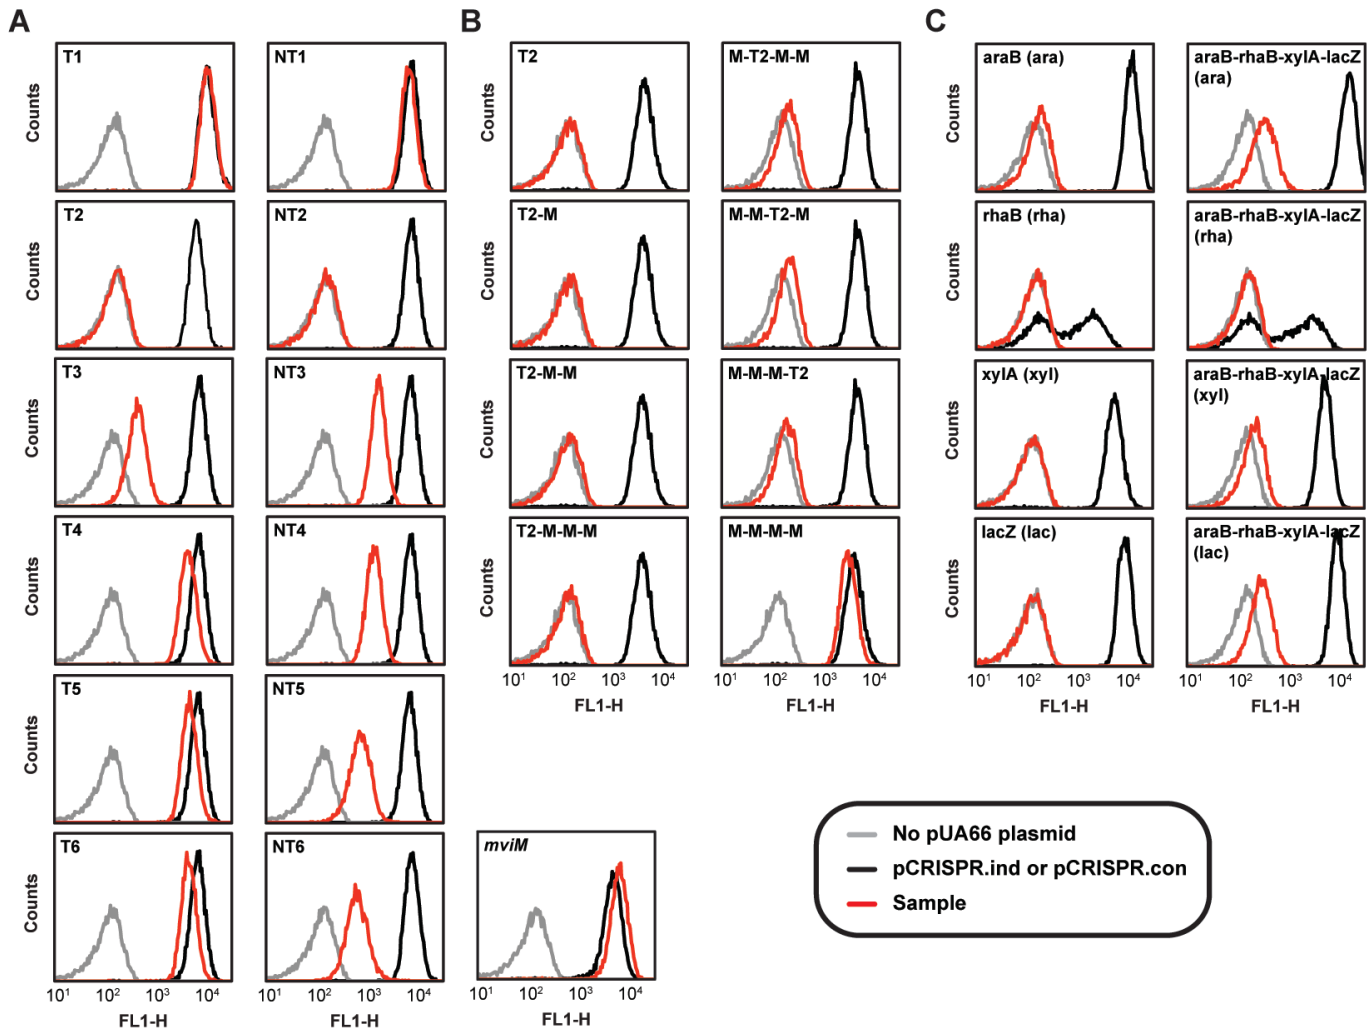 A
B
C
T1
NT1
T2
M-T2-M-M
araB (ara)
araB-rhaB-xylA-lacZ
(ara)
Counts
Counts
Counts
T2
NT2
T2-M
M-M-T2-M
rhaB (rha)
araB-rhaB-xylA-lacZ
(rha)
Counts
Counts
Counts
T3
NT3
T2-M-M
M-M-M-T2
xylA (xyl)
araB-rhaB-xylA-lacZ
(xyl)
Counts
Counts
Counts
T4
NT4
T2-M-M-M
M-M-M-M
lacZ (lac)
araB-rhaB-xylA-lacZ
(lac)
Counts
Counts
Counts
10¹ 10² 10³ 10⁴
10¹ 10² 10³ 10⁴
10¹ 10² 10³ 10⁴
10¹ 10² 10³ 10⁴
FL1-H
FL1-H
FL1-H
FL1-H
T5
NT5
Counts
T6
NT6
mviM
Counts
10¹ 10² 10³ 10⁴
10¹ 10² 10³ 10⁴
10¹ 10² 10³ 10⁴
FL1-H
FL1-H
FL1-H
No pUA66 plasmid
pCRISPR.ind or pCRISPR.con
Sample